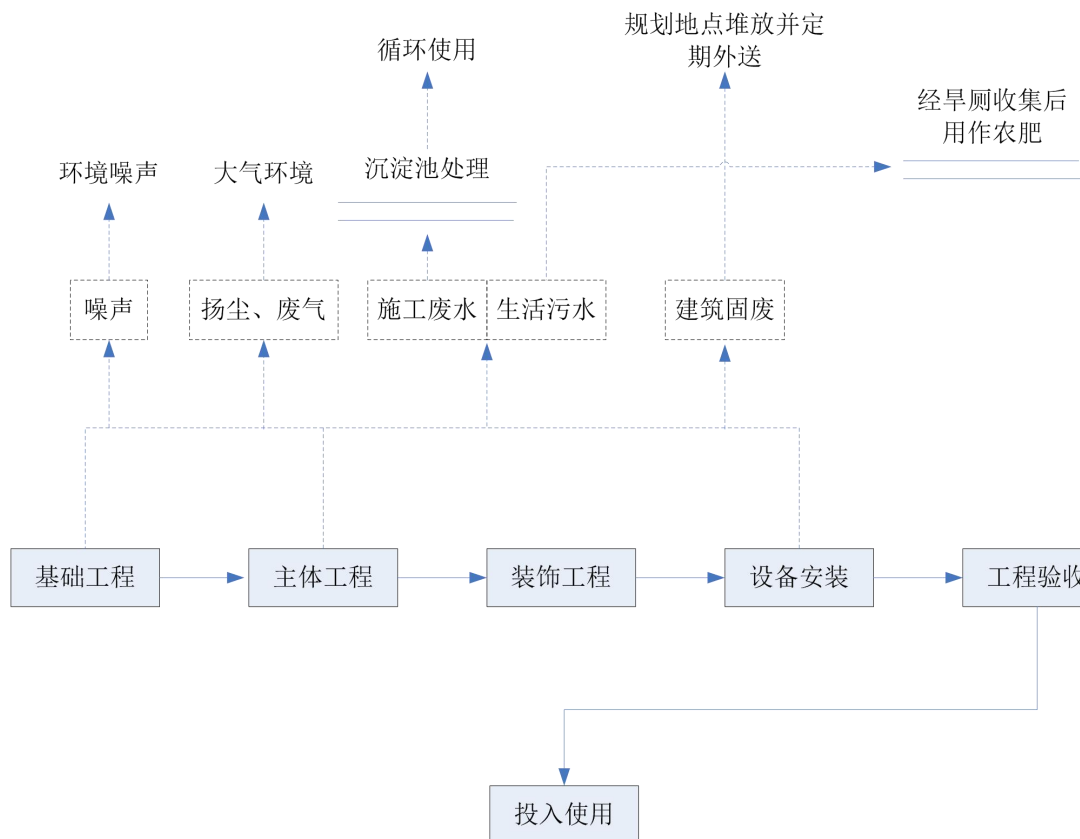 规划地点堆放并定
期外送
循环使用
经旱厕收集后
用作农肥
环境噪声
大气环境
沉淀池处理
噪声
扬尘、废气
施工废水
生活污水
建筑固废
基础工程
主体工程
装饰工程
设备安装
工程验收
投入使用